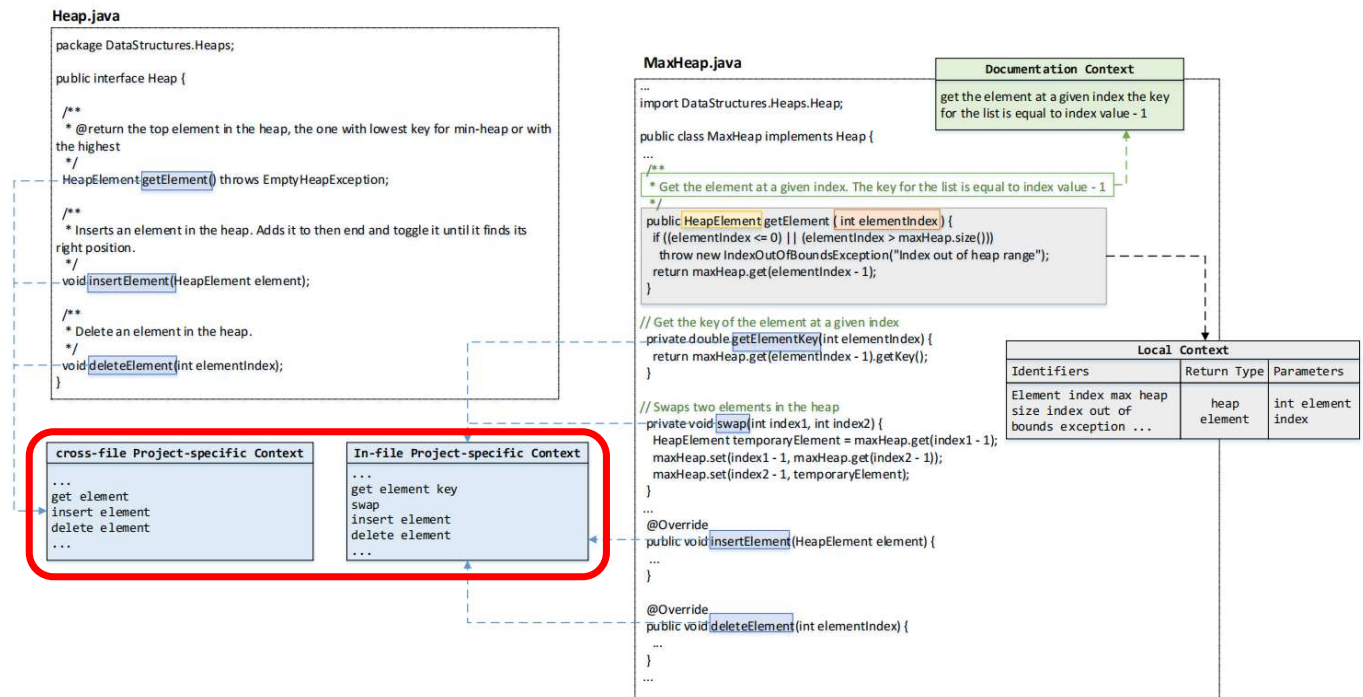 Heap.java
package DataStructures.Heaps;
public interface Heap {
/**
* @return the top element in the heap, the one with lowest key for min-heap or with
the highest
*/
HeapElement getElement() throws EmptyHeapException;
/**
* Inserts an element in the heap. Adds it to then end and toggle it until it finds its
right position.
*/
void insertElement(HeapElement element);
/**
* Delete an element in the heap.
*/
void deleteElement(int elementIndex);
}
cross-file Project-specific Context
...
get element
insert element
delete element
...
In-file Project-specific Context
...
get element key
swap
insert element
delete element
...
MaxHeap.java
...
import DataStructures.Heaps.Heap;
public class MaxHeap implements Heap {
...
/**
* Get the element at a given index. The key for the list is equal to index value - 1
*/
public HeapElement getElement ( int elementIndex ) {
if ((elementIndex <= 0) || (elementIndex > maxHeap.size()))
throw new IndexOutOfBoundsException("Index out of heap range");
return maxHeap.get(elementIndex - 1);
}
// Get the key of the element at a given index
private double getElementKey(int elementIndex) {
return maxHeap.get(elementIndex - 1).getKey();
}
// Swaps two elements in the heap
private void swap(int index1, int index2) {
HeapElement temporaryElement = maxHeap.get(index1 - 1);
maxHeap.set(index1 - 1, maxHeap.get(index2 - 1));
maxHeap.set(index2 - 1, temporaryElement);
}
...
@Override
public void insertElement(HeapElement element) {
...
}
@Override
public void deleteElement(int elementIndex) {
...
}
...
Documentation Context
get the element at a given index the key
for the list is equal to index value - 1
Local Context
Identifiers Return Type Parameters
Element index max heap
size index out of
bounds exception ...
heap
element
int element
index